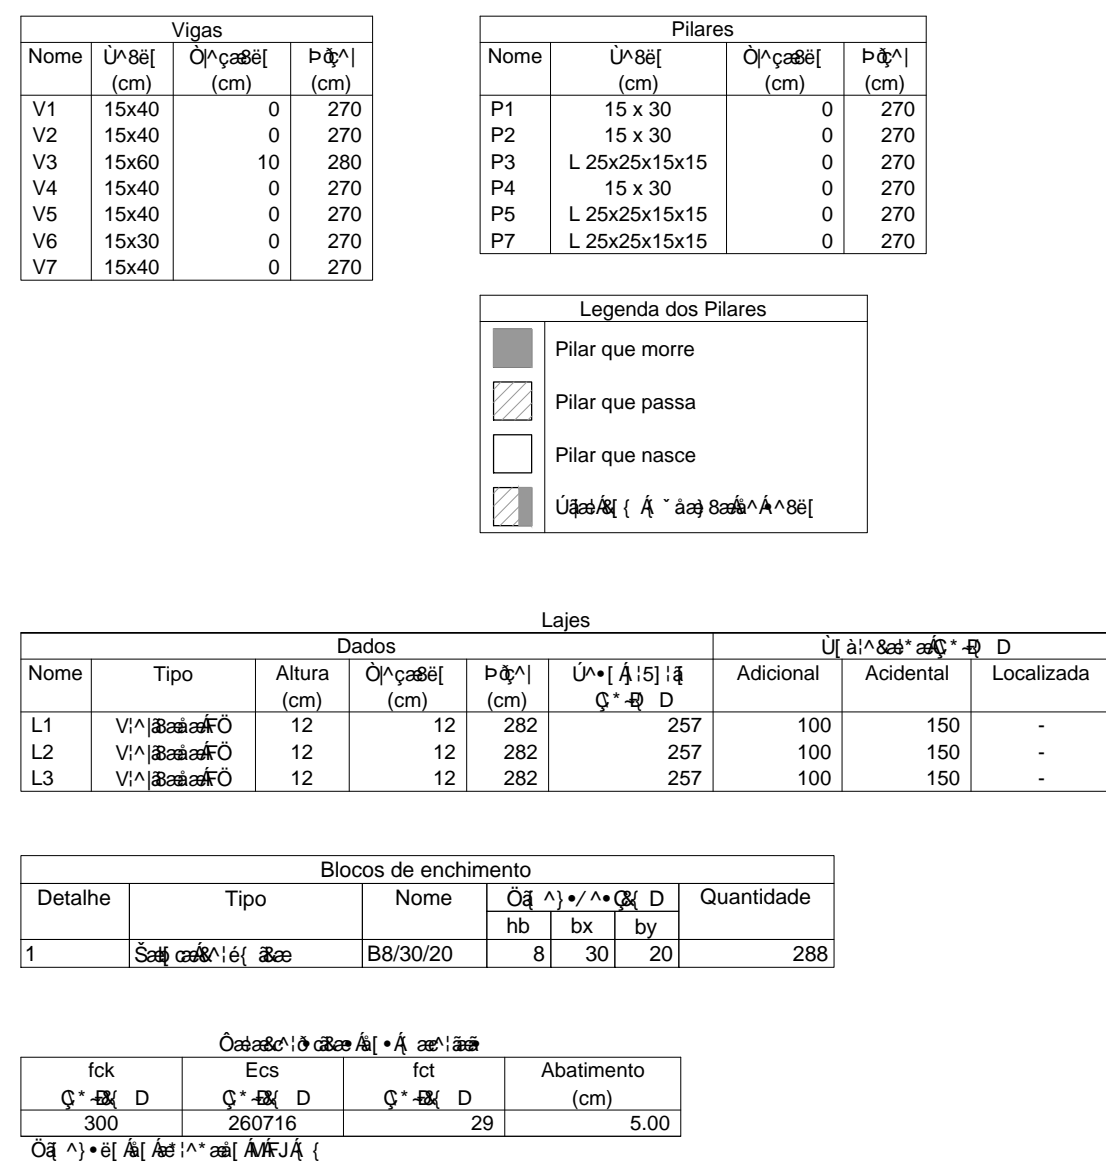 Vigas
Nome Ù^8ë[
(cm) (cm) (cm)
V1 15x40 0 270
V2 15x40 0 270
V3 15x60 10 280
V4 15x40 0 270
V5 15x40 0 270
V6 15x30 0 270
V7 15x40 0 270
Pilares
Nome Ù^8ë[
(cm) (cm) (cm)
P1 15 x 30 0 270
P2 15 x 30 0 270
P3 L 25x25x15x15 0 270
P4 15 x 30 0 270
P5 L 25x25x15x15 0 270
P7 L 25x25x15x15 0 270
Legenda dos Pilares
Pilar que morre
Pilar que passa
Pilar que nasce
Lajes
Dados
Nome Tipo Altura Adicional Acidental Localizada
(cm) (cm) (cm)
L1 12 12 282 257 100 150 -
L2 12 12 282 257 100 150 -
L3 12 12 282 257 100 150 -
Blocos de enchimento
Detalhe Tipo Nome Quantidade
hb bx by
1 B8/30/20 8 30 20 288
fck Ecs fct Abatimento
(cm)
300 260716 29 5.00